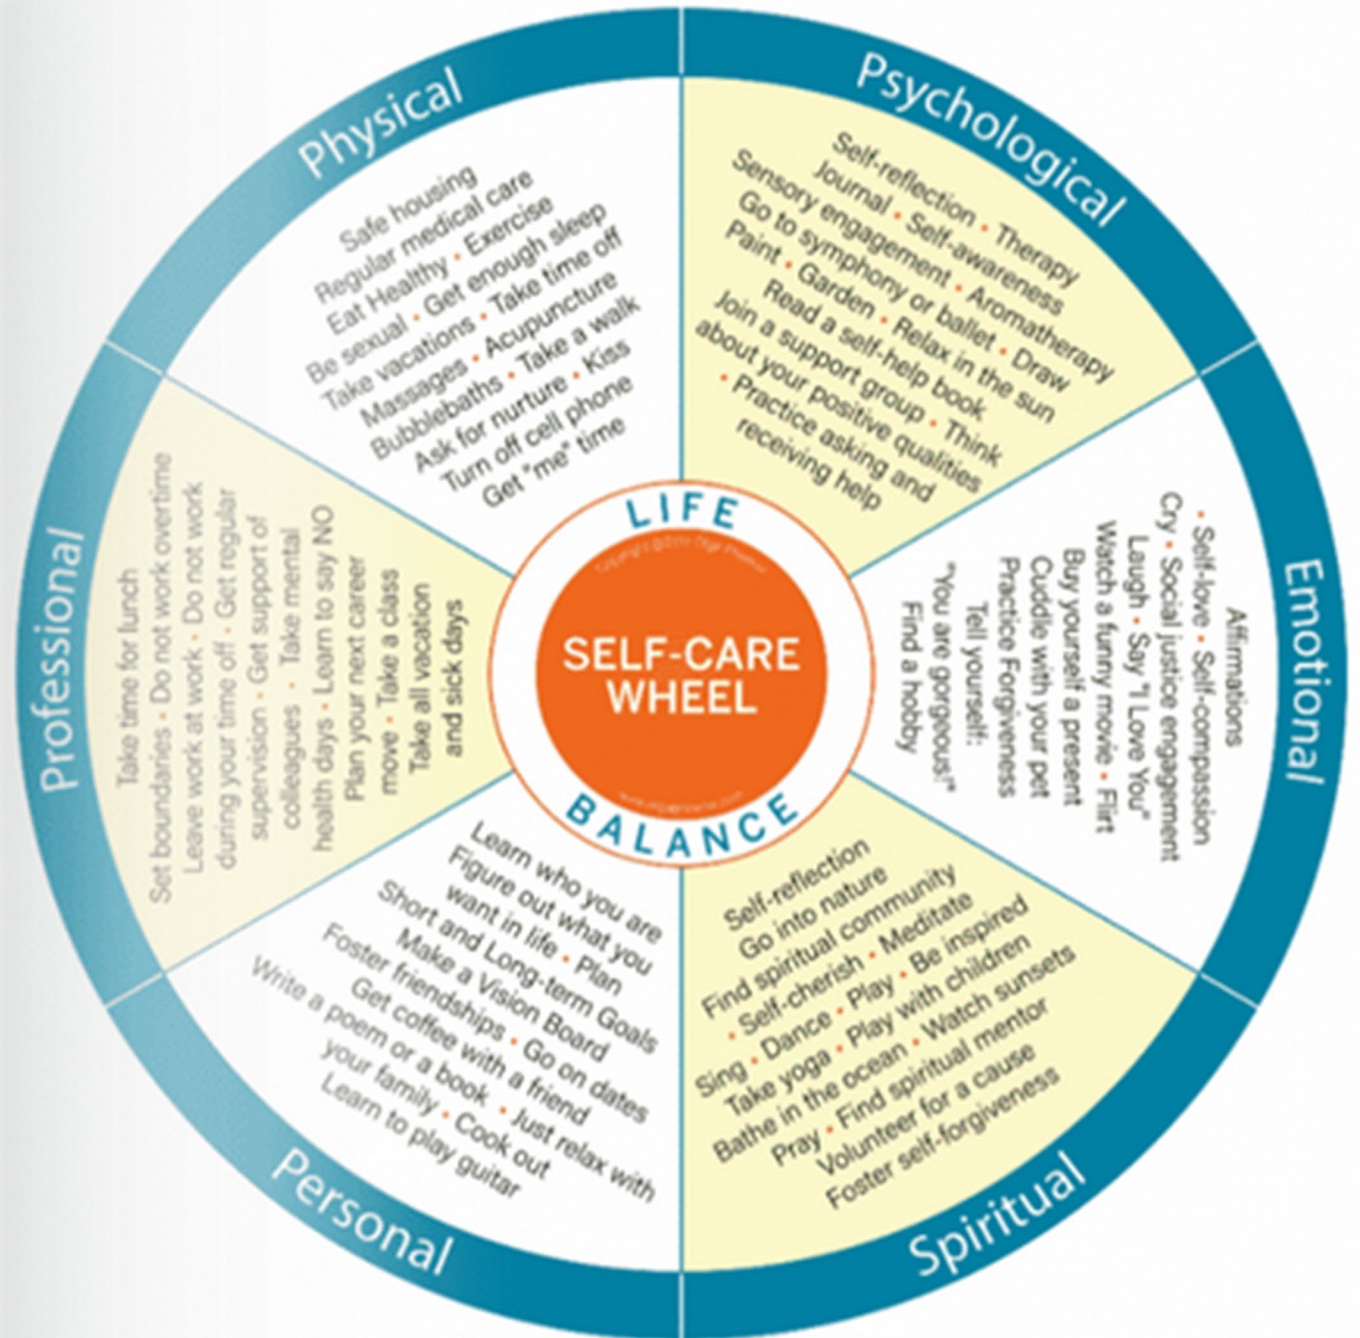 Physical
Safe housing
Regular medical care
Eat Healthy • Exercise
Be sexual • Get enough sleep
Take vacations • Take time off
Massages • Acupuncture
Bubblebaths • Take a walk
Ask for nurture • Kiss
Turn off cell phone
Get "me" time
Psychological
Self-reflection • Therapy
Journal • Self-awareness
Sensory engagement • Aromatherapy
Go to symphony or ballet • Draw
Paint • Garden • Relax in the sun
Read a self-help book
Join a support group • Think
about your positive qualities
• Practice asking and
receiving help
Emotional
Affirmations
• Self-love • Self-compassion
Cry • Social justice engagement
Laugh • Say "I Love You"
Watch a funny movie • Flirt
Buy yourself a present
Cuddle with your pet
Practice Forgiveness
Tell yourself:
"You are gorgeous!"
Find a hobby
Spiritual
Self-reflection
Go into nature
Find spiritual community
• Self-cherish • Meditate
Sing • Dance • Play • Be inspired
Take yoga • Play with children
Bathe in the ocean • Watch sunsets
Pray • Find spiritual mentor
Volunteer for a cause
Foster self-forgiveness
Personal
Learn who you are
Figure out what you
want in life • Plan
Short and Long-term Goals
Make a Vision Board
Foster friendships • Go on dates
Get coffee with a friend
Write a poem or a book • Just relax with
your family • Cook out
Learn to play guitar
Professional
Take time for lunch
Set boundaries • Do not work overtime
Leave work at work • Do not work
during your time off • Get regular
supervision • Get support of
colleagues • Take mental
health days • Learn to say NO
Plan your next career
move • Take a class
Take all vacation
and sick days
LIFE
SELF-CARE
WHEEL
BALANCE